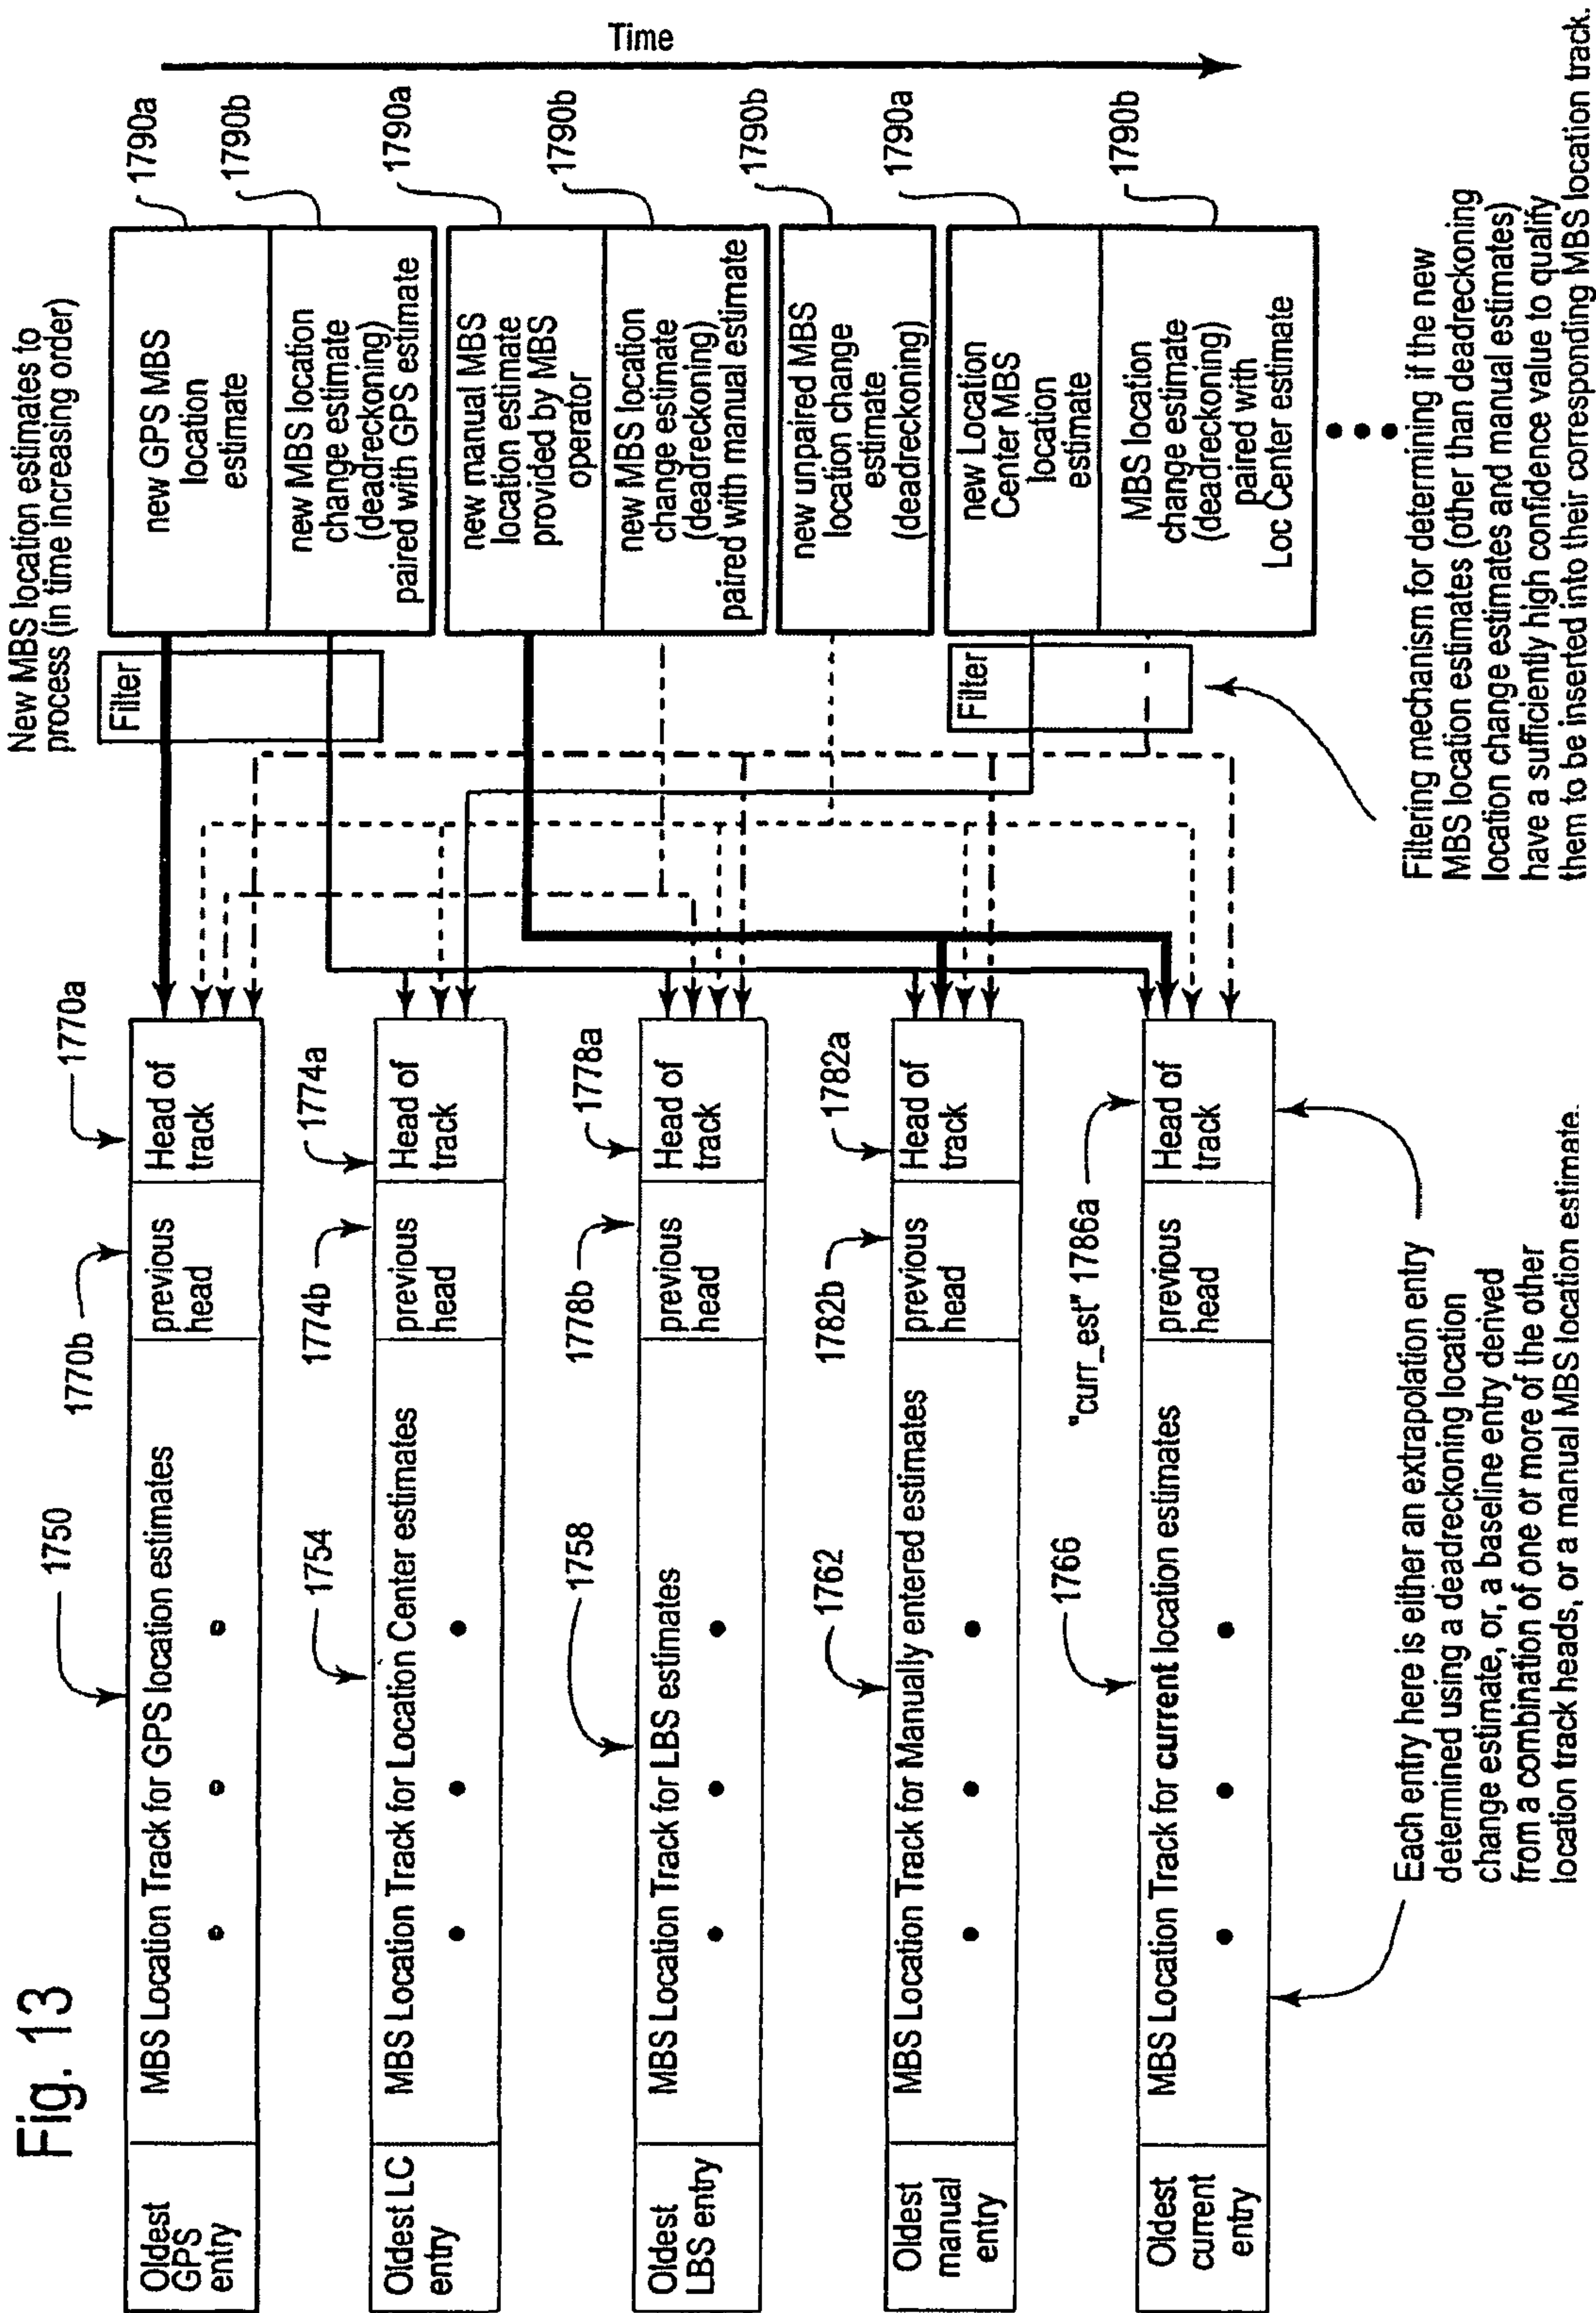 Fig. 13
Oldest
GPS
entry
MBS Location Track for GPS location estimates
previous
head
Head of
track
1750
1770b
1770a
Oldest LC
entry
MBS Location Track for Location Center estimates
previous
head
Head of
track
1754
1774b
1774a
Oldest
LBS entry
MBS Location Track for LBS estimates
previous
head
Head of
track
1758
1778b
1778a
Oldest
manual
entry
MBS Location Track for Manually entered estimates
previous
head
Head of
track
1762
1782b
1782a
Oldest
current
entry
MBS Location Track for current location estimates
previous
head
Head of
track
1766
"curr_est" 1786a
Each entry here is either an extrapolation entry
determined using a deadreckoning location
change estimate, or, a baseline entry derived
from a combination of one or more of the other
location track heads, or a manual MBS location estimate.
New MBS location estimates to
process (in time increasing order)
Filter
new GPS MBS
location
estimate
1790a
new MBS location
change estimate
(deadreckoning)
paired with GPS estimate
1790b
new manual MBS
location estimate
provided by MBS
operator
1790a
new MBS location
change estimate
(deadreckoning)
paired with manual estimate
1790b
new unpaired MBS
location change
estimate
(deadreckoning)
1790b
Filter
new Location
Center MBS
location
estimate
1790a
MBS location
change estimate
(deadreckoning)
paired with
Loc Center estimate
1790b
Time
Filtering mechanism for determining if the new
MBS location estimates (other than deadreckoning
location change estimates and manual estimates)
have a sufficiently high confidence value to qualify
them to be inserted into their corresponding MBS location track.